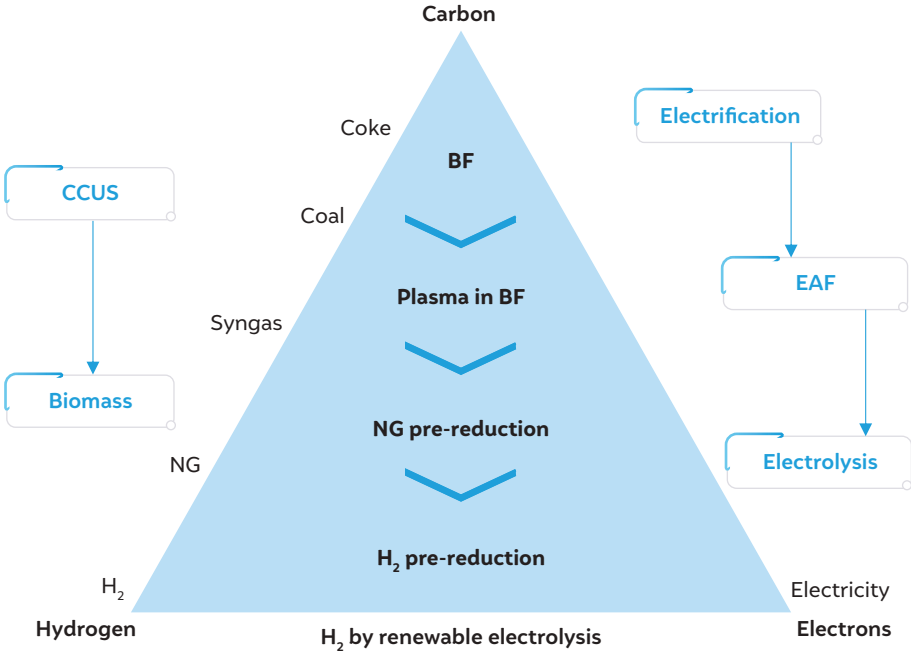 Carbon
Electrification
Coke
BF
CCUS
Coal
EAF
Plasma in BF
Syngas
Biomass
NG pre-reduction
Electrolysis
NG
H₂ pre-reduction
H₂
Electricity
Hydrogen
H₂ by renewable electrolysis
Electrons